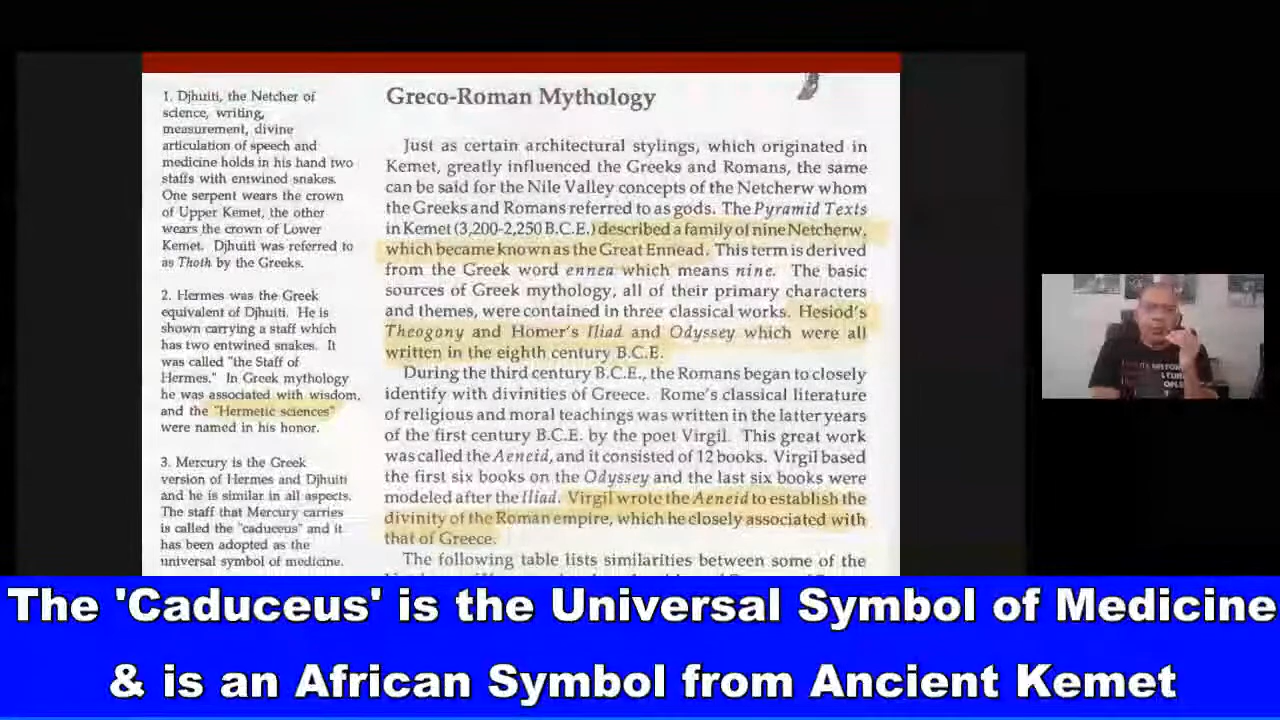 1. Djhuiti, the Netcher of
science, writing,
measurement, divine
articulation of speech and
medicine holds in his hand two
staffs with entwined snakes.
One serpent wears the crown
of Upper Kemet, the other
wears the crown of Lower
Kemet. Djhuiti was referred to
as Thoth by the Greeks.
2. Hermes was the Greek
equivalent of Djhuiti. He is
shown carrying a staff which
has two entwined snakes. It
was called "the Staff of
Hermes." In Greek mythology
he was associated with wisdom,
and the "Hermetic sciences"
were named in his honor.
3. Mercury is the Greek
version of Hermes and Djhuiti
and he is similar in all aspects.
The staff that Mercury carries
is called the "caduceus" and it
has been adopted as the
universal symbol of medicine.
Greco-Roman Mythology
Just as certain architectural stylings, which originated in
Kemet, greatly influenced the Greeks and Romans, the same
can be said for the Nile Valley concepts of the Netcherw whom
the Greeks and Romans referred to as gods. The Pyramid Texts
in Kemet (3,200-2,250 B.C.E.) described a family of nine Netcherw,
which became known as the Great Ennead. This term is derived
from the Greek word ennea which means nine. The basic
sources of Greek mythology, all of their primary characters
and themes, were contained in three classical works. Hesiod's
Theogony and Homer's Iliad and Odyssey which were all
written in the eighth century B.C.E.
During the third century B.C.E., the Romans began to closely
identify with divinities of Greece. Rome's classical literature
of religious and moral teachings was written in the latter years
of the first century B.C.E. by the poet Virgil. This great work
was called the Aeneid, and it consisted of 12 books. Virgil based
the first six books on the Odyssey and the last six books were
modeled after the Iliad. Virgil wrote the Aeneid to establish the
divinity of the Roman empire, which he closely associated with
that of Greece.
The following table lists similarities between some of the
The 'Caduceus' is the Universal Symbol of Medicine
& is an African Symbol from Ancient Kemet